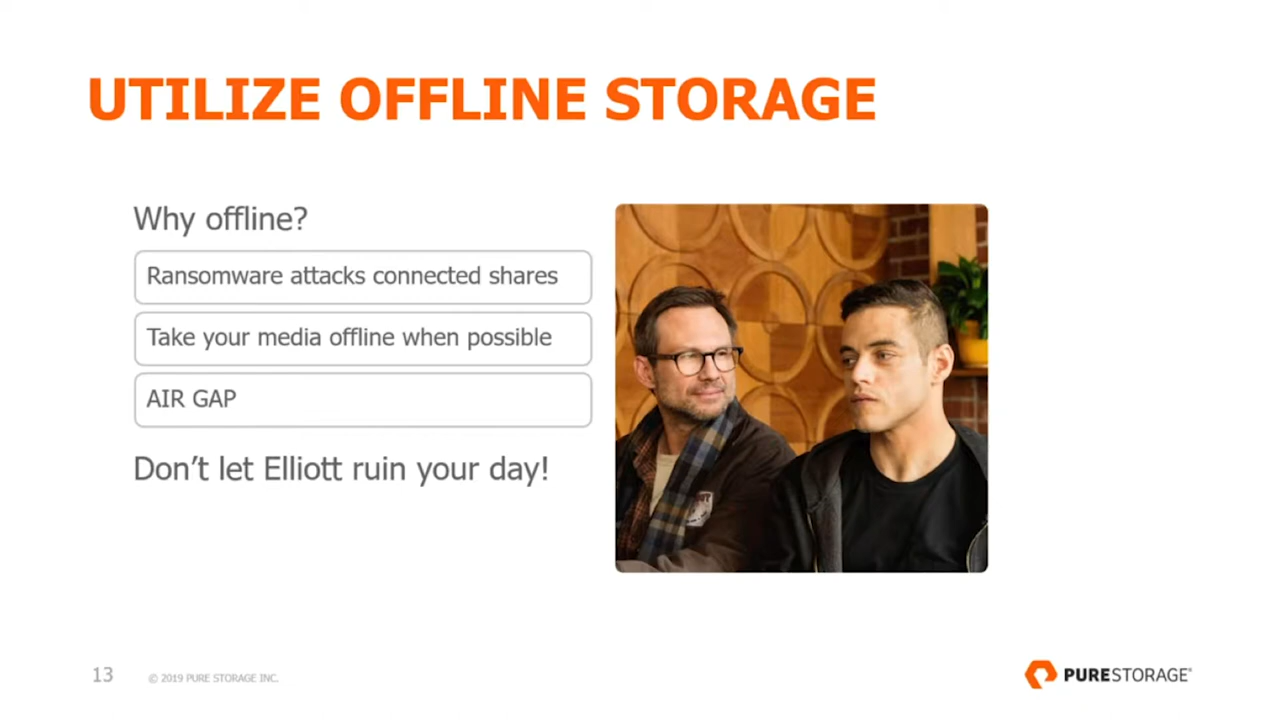 UTILIZE OFFLINE STORAGE
Why offline?
Ransomware attacks connected shares
Take your media offline when possible
AIR GAP
Don't let Elliott ruin your day!
13
© 2019 PURE STORAGE INC.
PURESTORAGE®